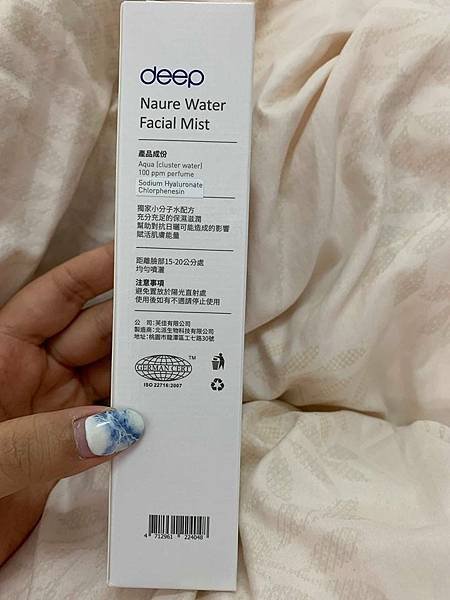 deep
Naure Water
Facial Mist
產品成份
Aqua (cluster water)
100 ppm perfume
Sodium Hyaluronate
Chlorphenesin
獨家小分子水配方
充分充足的保濕滋潤
幫助對抗日曬可能造成的影響
賦活肌膚能量
距離臉部15-20公分處
均勻噴灑
注意事項
避免置放於陽光直射處
使用後如有不適請停止使用
公 司:芙佳有限公司
製造商:北派生物科技有限公司
地址:桃園市龍潭區工七路30號
GERMAN CERT
TM
ISO 22716:2007
4 712961 224048